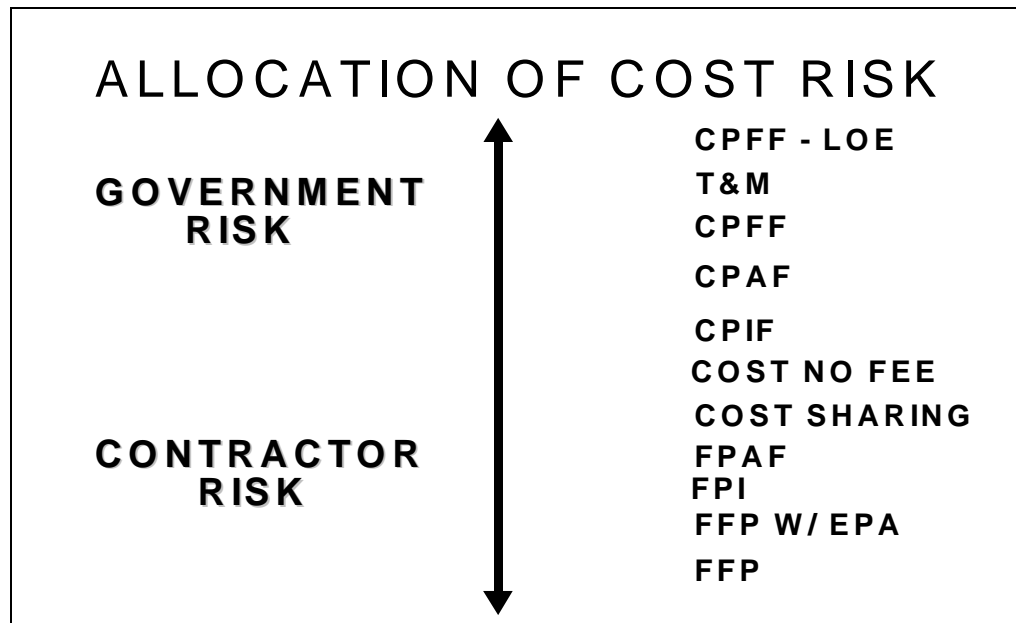 ALLOCATION OF COST RISK
GOVERNMENT
RISK
CONTRACTOR
RISK
CPFF - LOE
T&M
CPFF
CPAF
CPIF
COST NO FEE
COST SHARING
FPAF
FPI
FFP W/ EPA
FFP